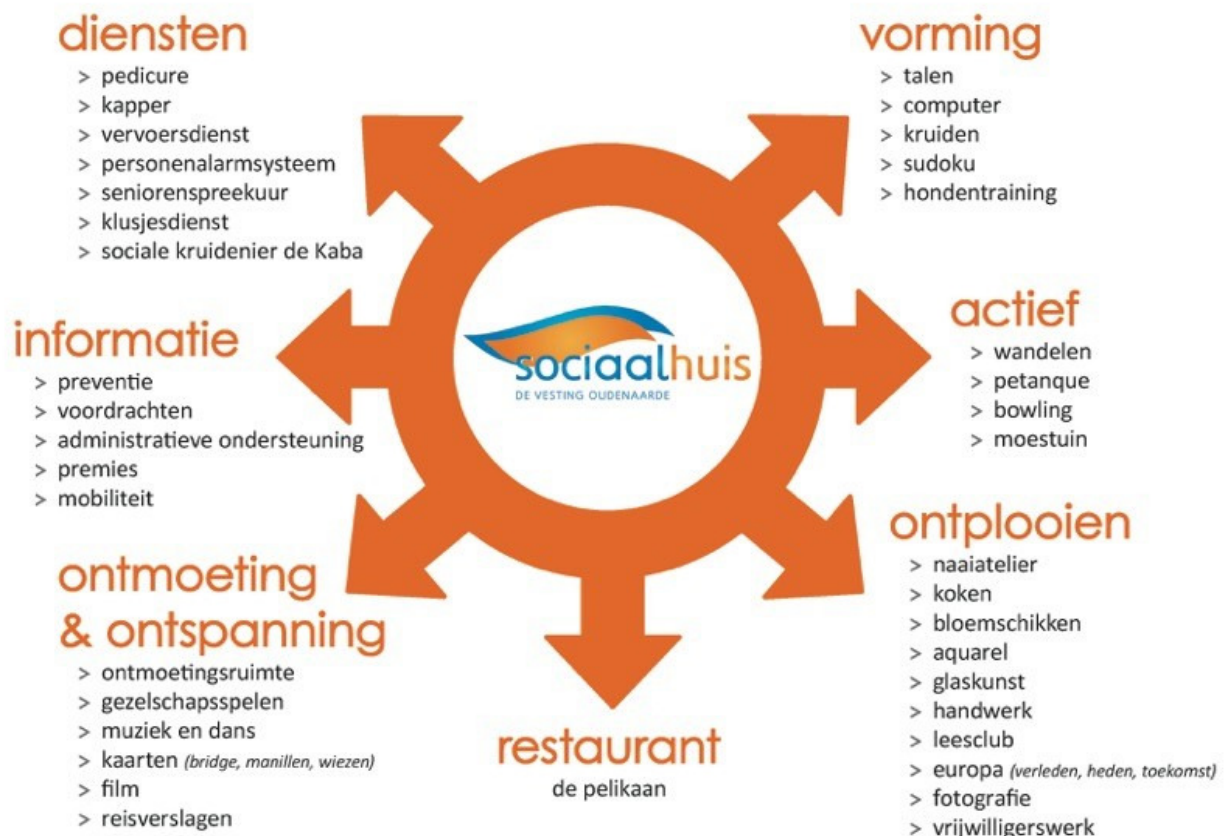 diensten
> pedicure
> kapper
> vervoersdienst
> personenalarmsysteem
> seniorenspreekuur
> klusjesdienst
> sociale kruidenier de Kaba
vorming
> talen
> computer
> kruiden
> sudoku
> hondentraining
informatie
> preventie
> voordrachten
> administratieve ondersteuning
> premies
> mobiliteit
sociaalhuis
DE VESTING OUDENAARDE
actief
> wandelen
> petanque
> bowling
> moestuin
ontmoeting
& ontspanning
> ontmoetingsruimte
> gezelschapsspelen
> muziek en dans
> kaarten (bridge, manillen, wiezen)
> film
> reisverslagen
restaurant
de pelikaan
ontplooien
> naaiatelier
> koken
> bloemschikken
> aquarel
> glaskunst
> handwerk
> leesclub
> europa (verleden, heden, toekomst)
> fotografie
> vrijwilligerswerk